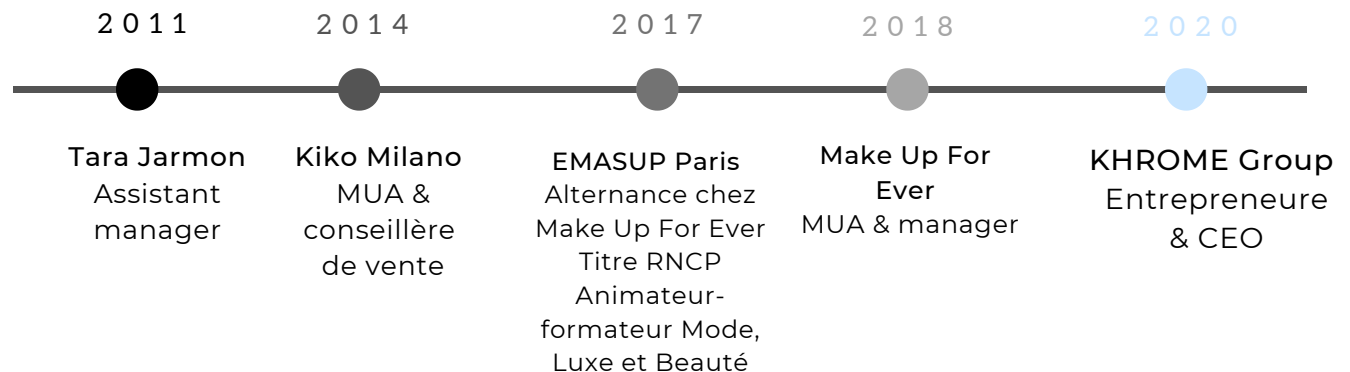 2011
Tara Jarmon
Assistant
manager
2014
Kiko Milano
MUA &
conseillère
de vente
2017
EMASUP Paris
Alternance chez
Make Up For Ever
Titre RNCP
Animateur-
formateur Mode,
Luxe et Beauté
2018
Make Up For
Ever
MUA & manager
2020
KHROME Group
Entrepreneure
& CEO